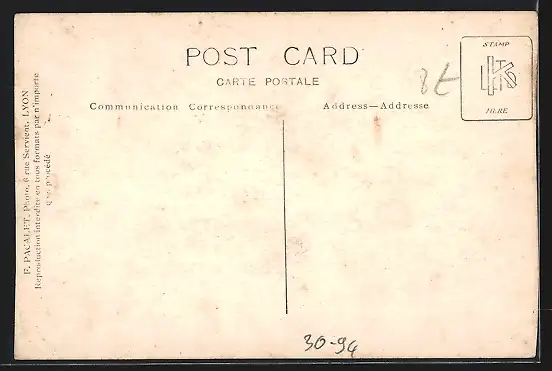 POST CARD
CARTE POSTALE
Communication Correspondance
Address—Addresse
STAMP
HERE
F. PACALET, Photo, 8 rue Servient, LYON
Reproduction interdite en tous formats par n'importe
quel procédé
30-94